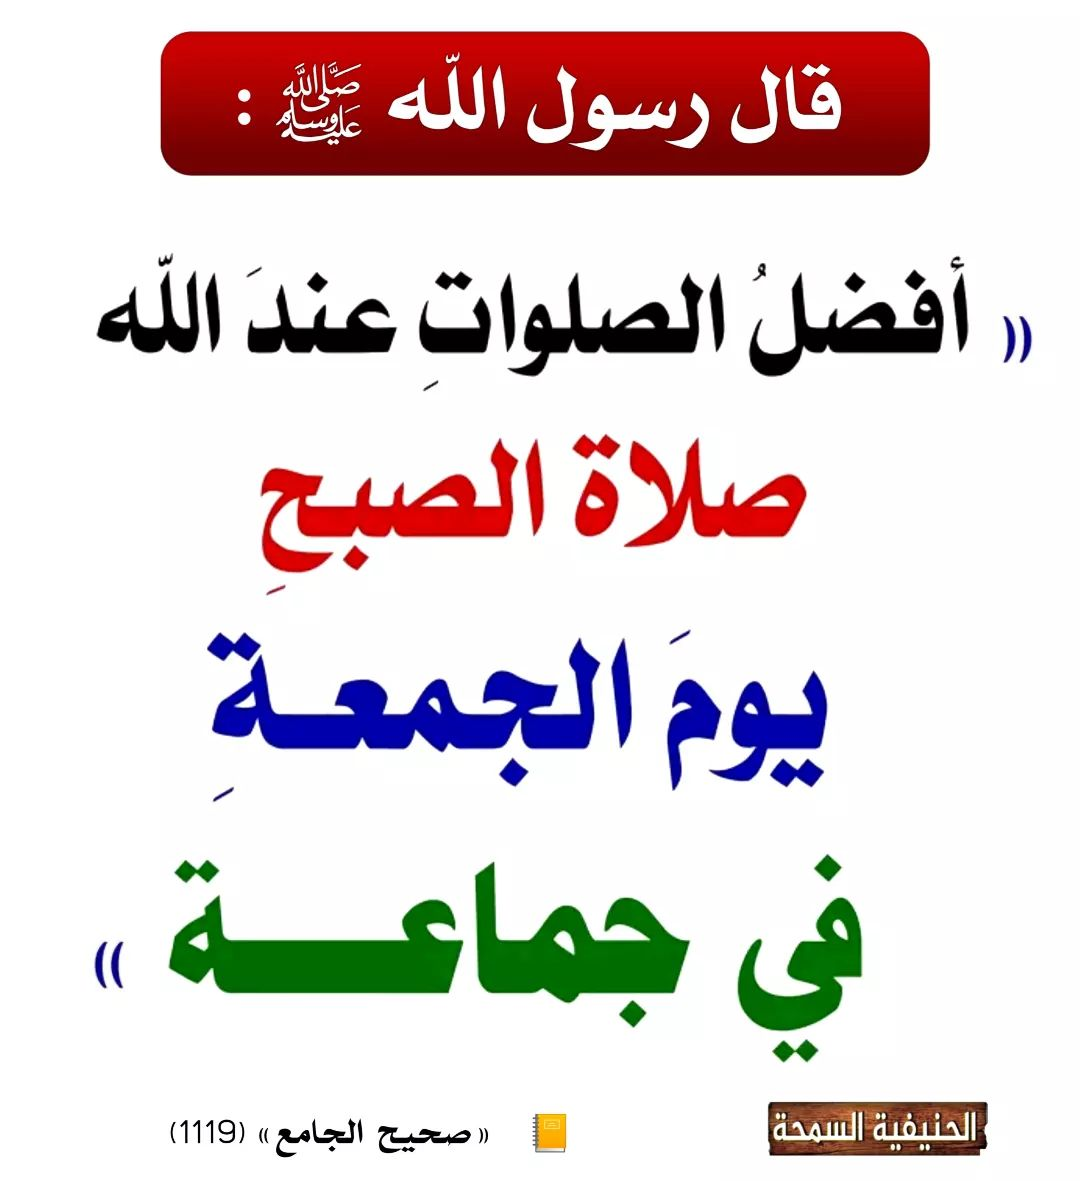 قال رسول الله ﷺ :
(( أفضلُ الصلواتِ عندَ الله
صلاة الصبحِ
يومَ الجمعةِ
في جماعة ))
الحنيفية السمحة
« صحيح الجامع » (1119)